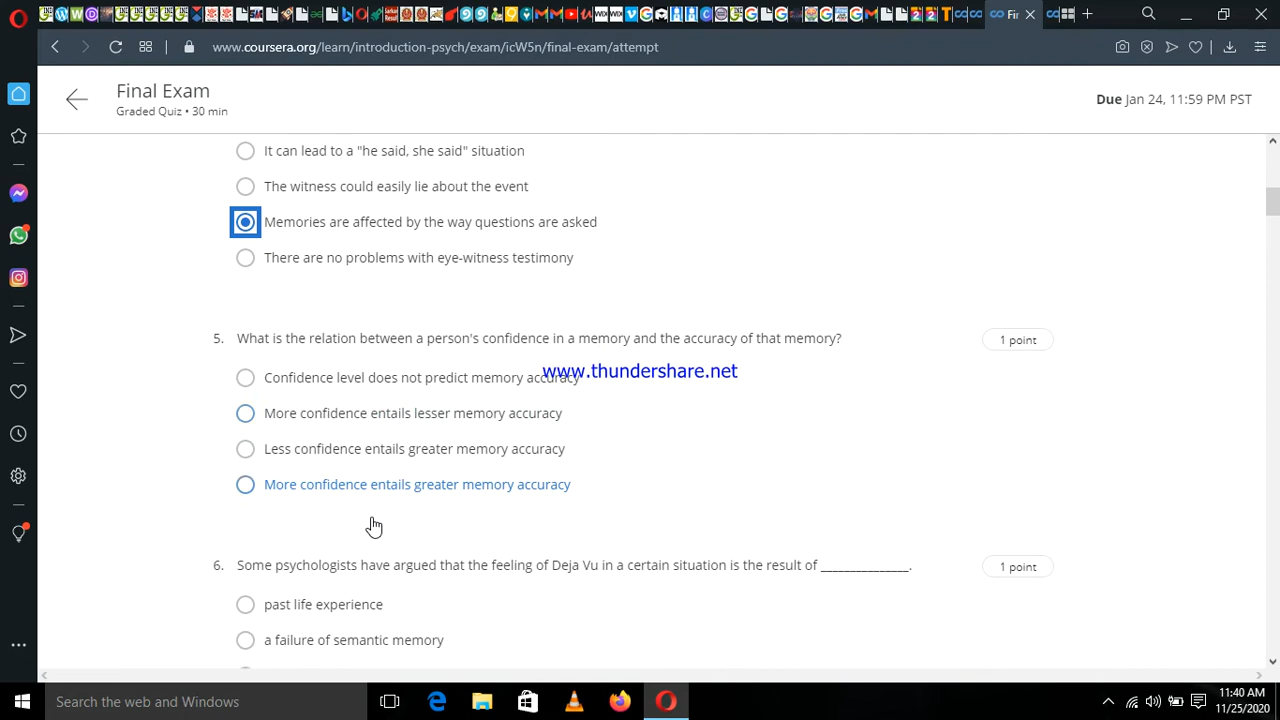 www.coursera.org/learn/introduction-psych/exam/icW5n/final-exam/attempt
Final Exam
Graded Quiz • 30 min
Due Jan 24, 11:59 PM PST
It can lead to a "he said, she said" situation
The witness could easily lie about the event
Memories are affected by the way questions are asked
There are no problems with eye-witness testimony
5. What is the relation between a person's confidence in a memory and the accuracy of that memory?
1 point
Confidence level does not predict memory accuracy
www.thundershare.net
More confidence entails lesser memory accuracy
Less confidence entails greater memory accuracy
More confidence entails greater memory accuracy
6. Some psychologists have argued that the feeling of Deja Vu in a certain situation is the result of _______________.
1 point
past life experience
a failure of semantic memory
Search the web and Windows
11:40 AM
11/25/2020